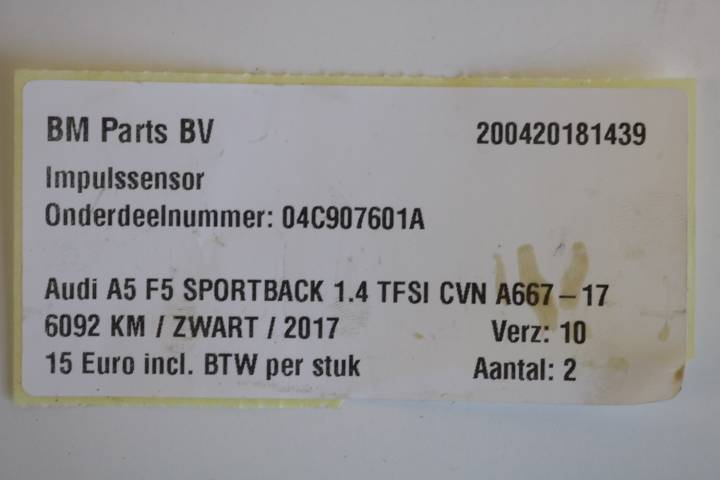 BM Parts BV 200420181439
Impulssensor
Onderdeelnummer: 04C907601A
Audi A5 F5 SPORTBACK 1.4 TFSI CVN A667-17
6092 KM / ZWART / 2017 Verz: 10
15 Euro incl. BTW per stuk Aantal: 2